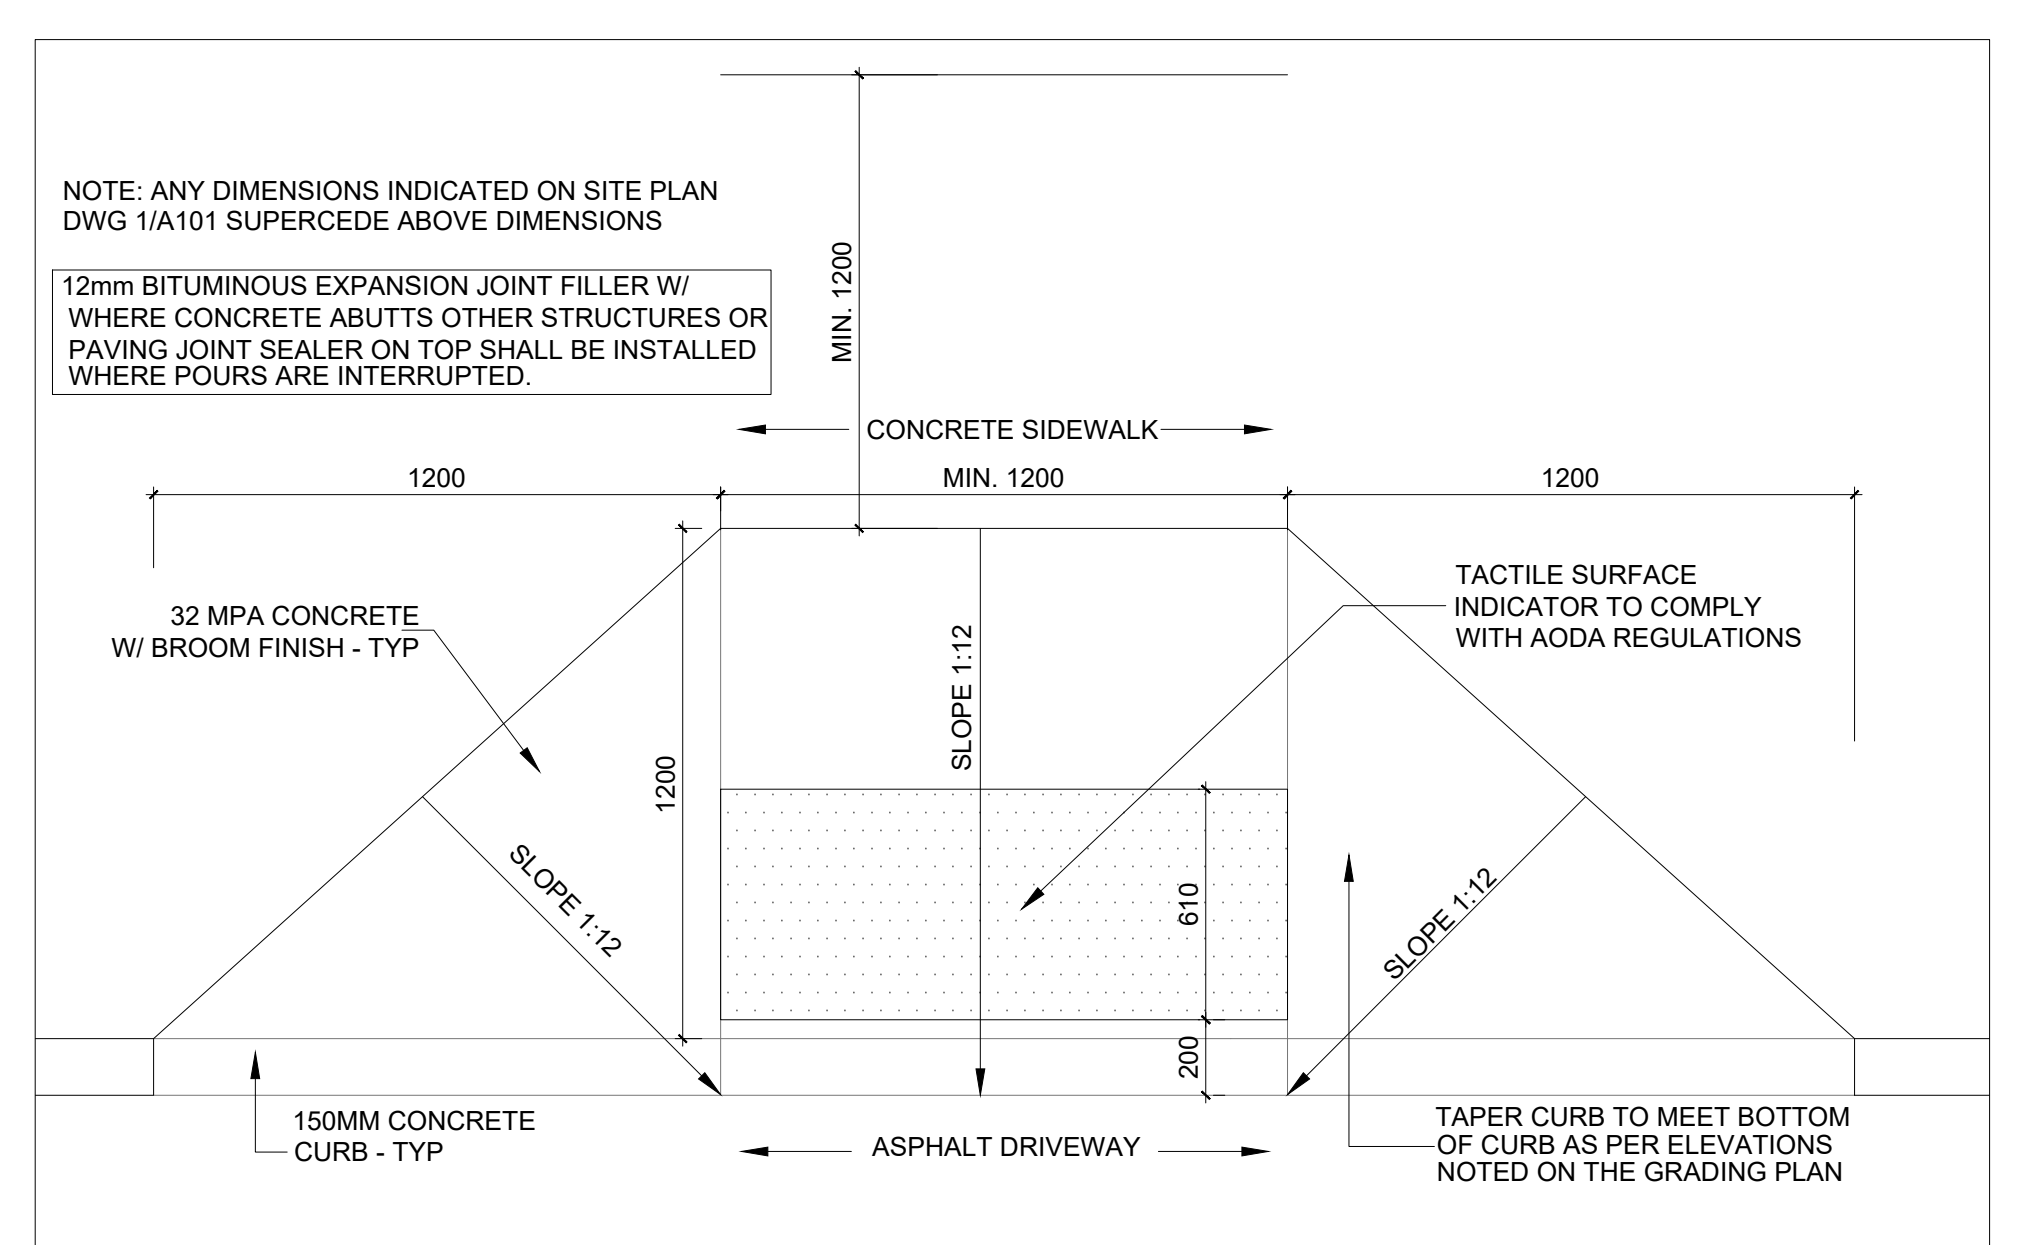 NOTE: ANY DIMENSIONS INDICATED ON SITE PLAN
DWG 1/A101 SUPERCEDE ABOVE DIMENSIONS
12mm BITUMINOUS EXPANSION JOINT FILLER W/
WHERE CONCRETE ABUTTS OTHER STRUCTURES OR
PAVING JOINT SEALER ON TOP SHALL BE INSTALLED
WHERE POURS ARE INTERRUPTED.
MIN. 1200
CONCRETE SIDEWALK
1200
MIN. 1200
1200
32 MPA CONCRETE
W/ BROOM FINISH - TYP
TACTILE SURFACE
INDICATOR TO COMPLY
WITH AODA REGULATIONS
SLOPE 1:12
1200
SLOPE 1:12
610
SLOPE 1:12
200
150MM CONCRETE
CURB - TYP
ASPHALT DRIVEWAY
TAPER CURB TO MEET BOTTOM
OF CURB AS PER ELEVATIONS
NOTED ON THE GRADING PLAN